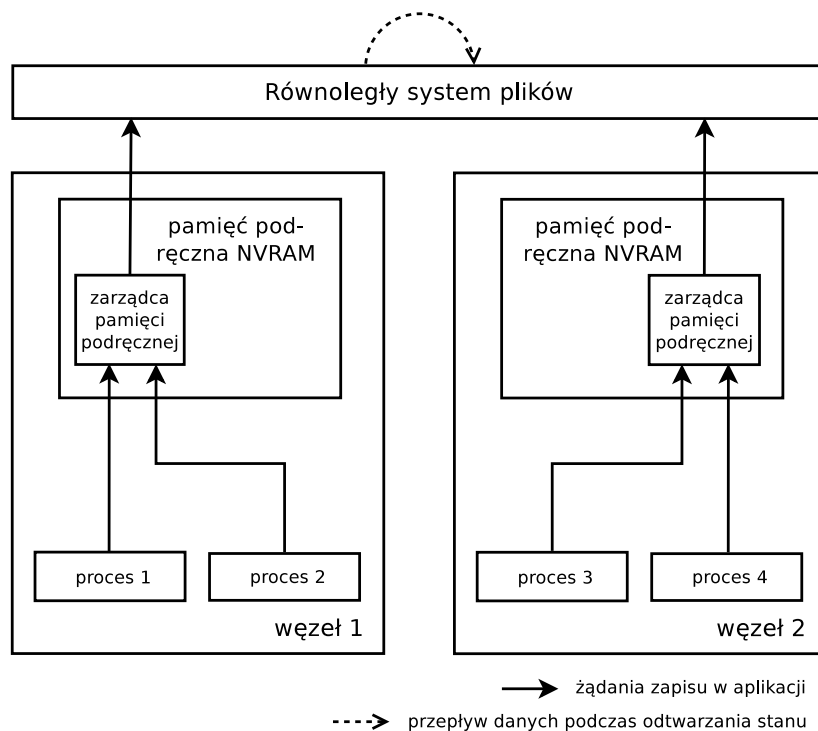 Równoległy system plików
pamięć pod-
ręczna NVRAM
zarządca
pamięci
podręcznej
proces 1
proces 2
węzeł 1
pamięć pod-
ręczna NVRAM
zarządca
pamięci
podręcznej
proces 3
proces 4
węzeł 2
żądania zapisu w aplikacji
przepływ danych podczas odtwarzania stanu